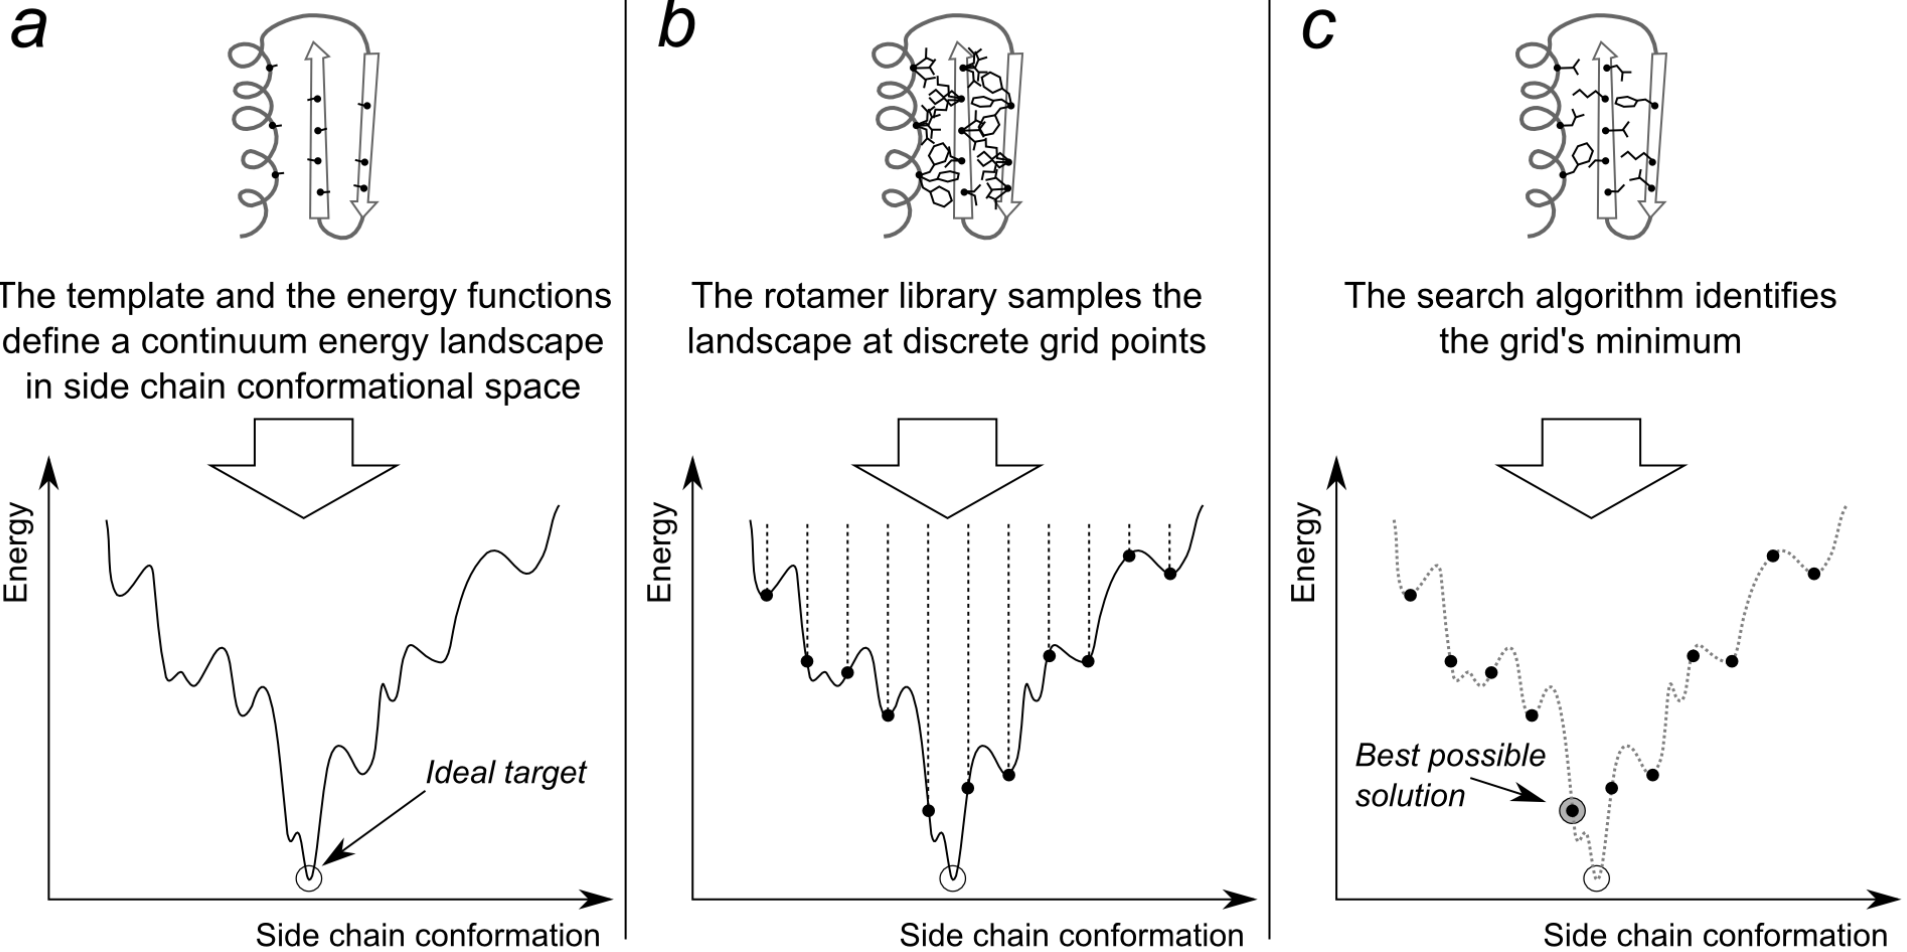 a
The template and the energy functions
define a continuum energy landscape
in side chain conformational space
Energy
Ideal target
Side chain conformation
b
The rotamer library samples the
landscape at discrete grid points
Energy
Side chain conformation
c
The search algorithm identifies
the grid's minimum
Energy
Best possible
solution
Side chain conformation